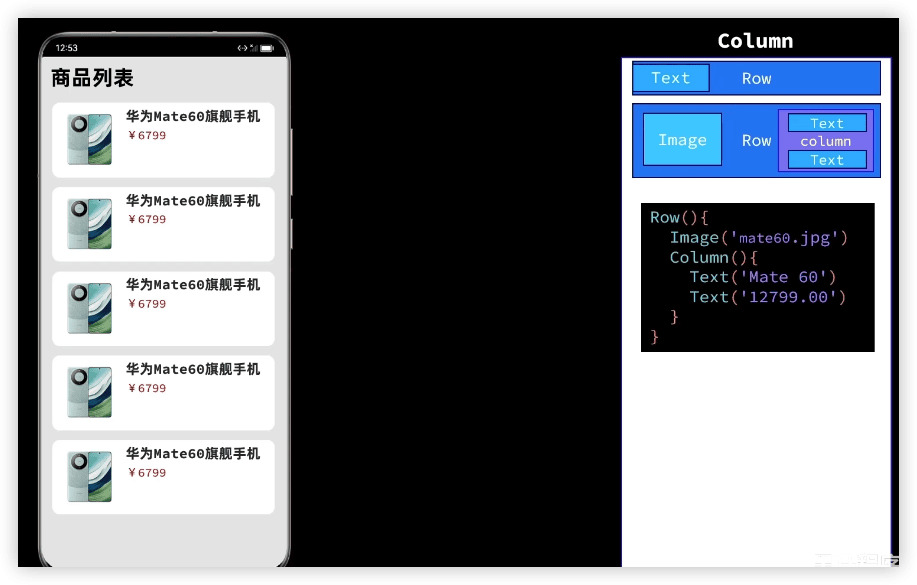 12:53
商品列表
华为Mate60旗舰手机
￥6799
华为Mate60旗舰手机
￥6799
华为Mate60旗舰手机
￥6799
华为Mate60旗舰手机
￥6799
华为Mate60旗舰手机
￥6799
Column
Text Row
Image Row
Text
column
Text
Row(){
Image('mate60.jpg')
Column(){
Text('Mate 60')
Text('12799.00')
}
}